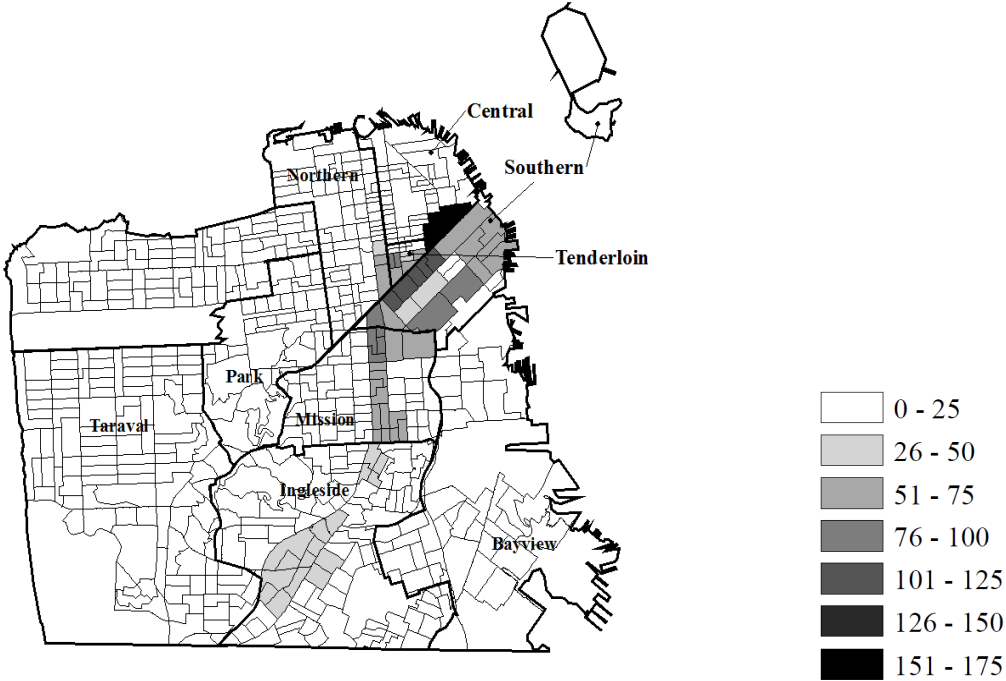 Central
Northern
Southern
Tenderloin
Park
Taraval
Mission
Ingleside
Bayview
0 - 25
26 - 50
51 - 75
76 - 100
101 - 125
126 - 150
151 - 175